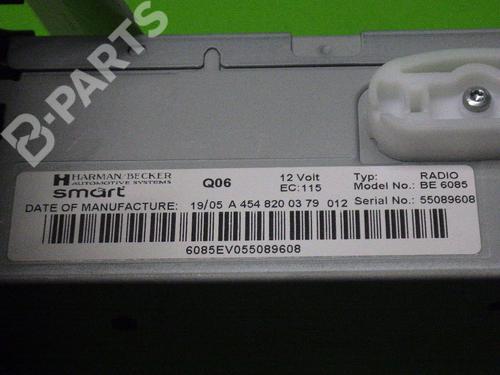 B-PARTS
HARMAN/BECKER
AUTOMOTIVE SYSTEMS
smart
Q06
12 Volt
EC: 115
Typ: RADIO
Model No.: BE 6085
DATE OF MANUFACTURE: 19/05 A 454 820 03 79 012 Serial No.: 55089608
6085EV055089608